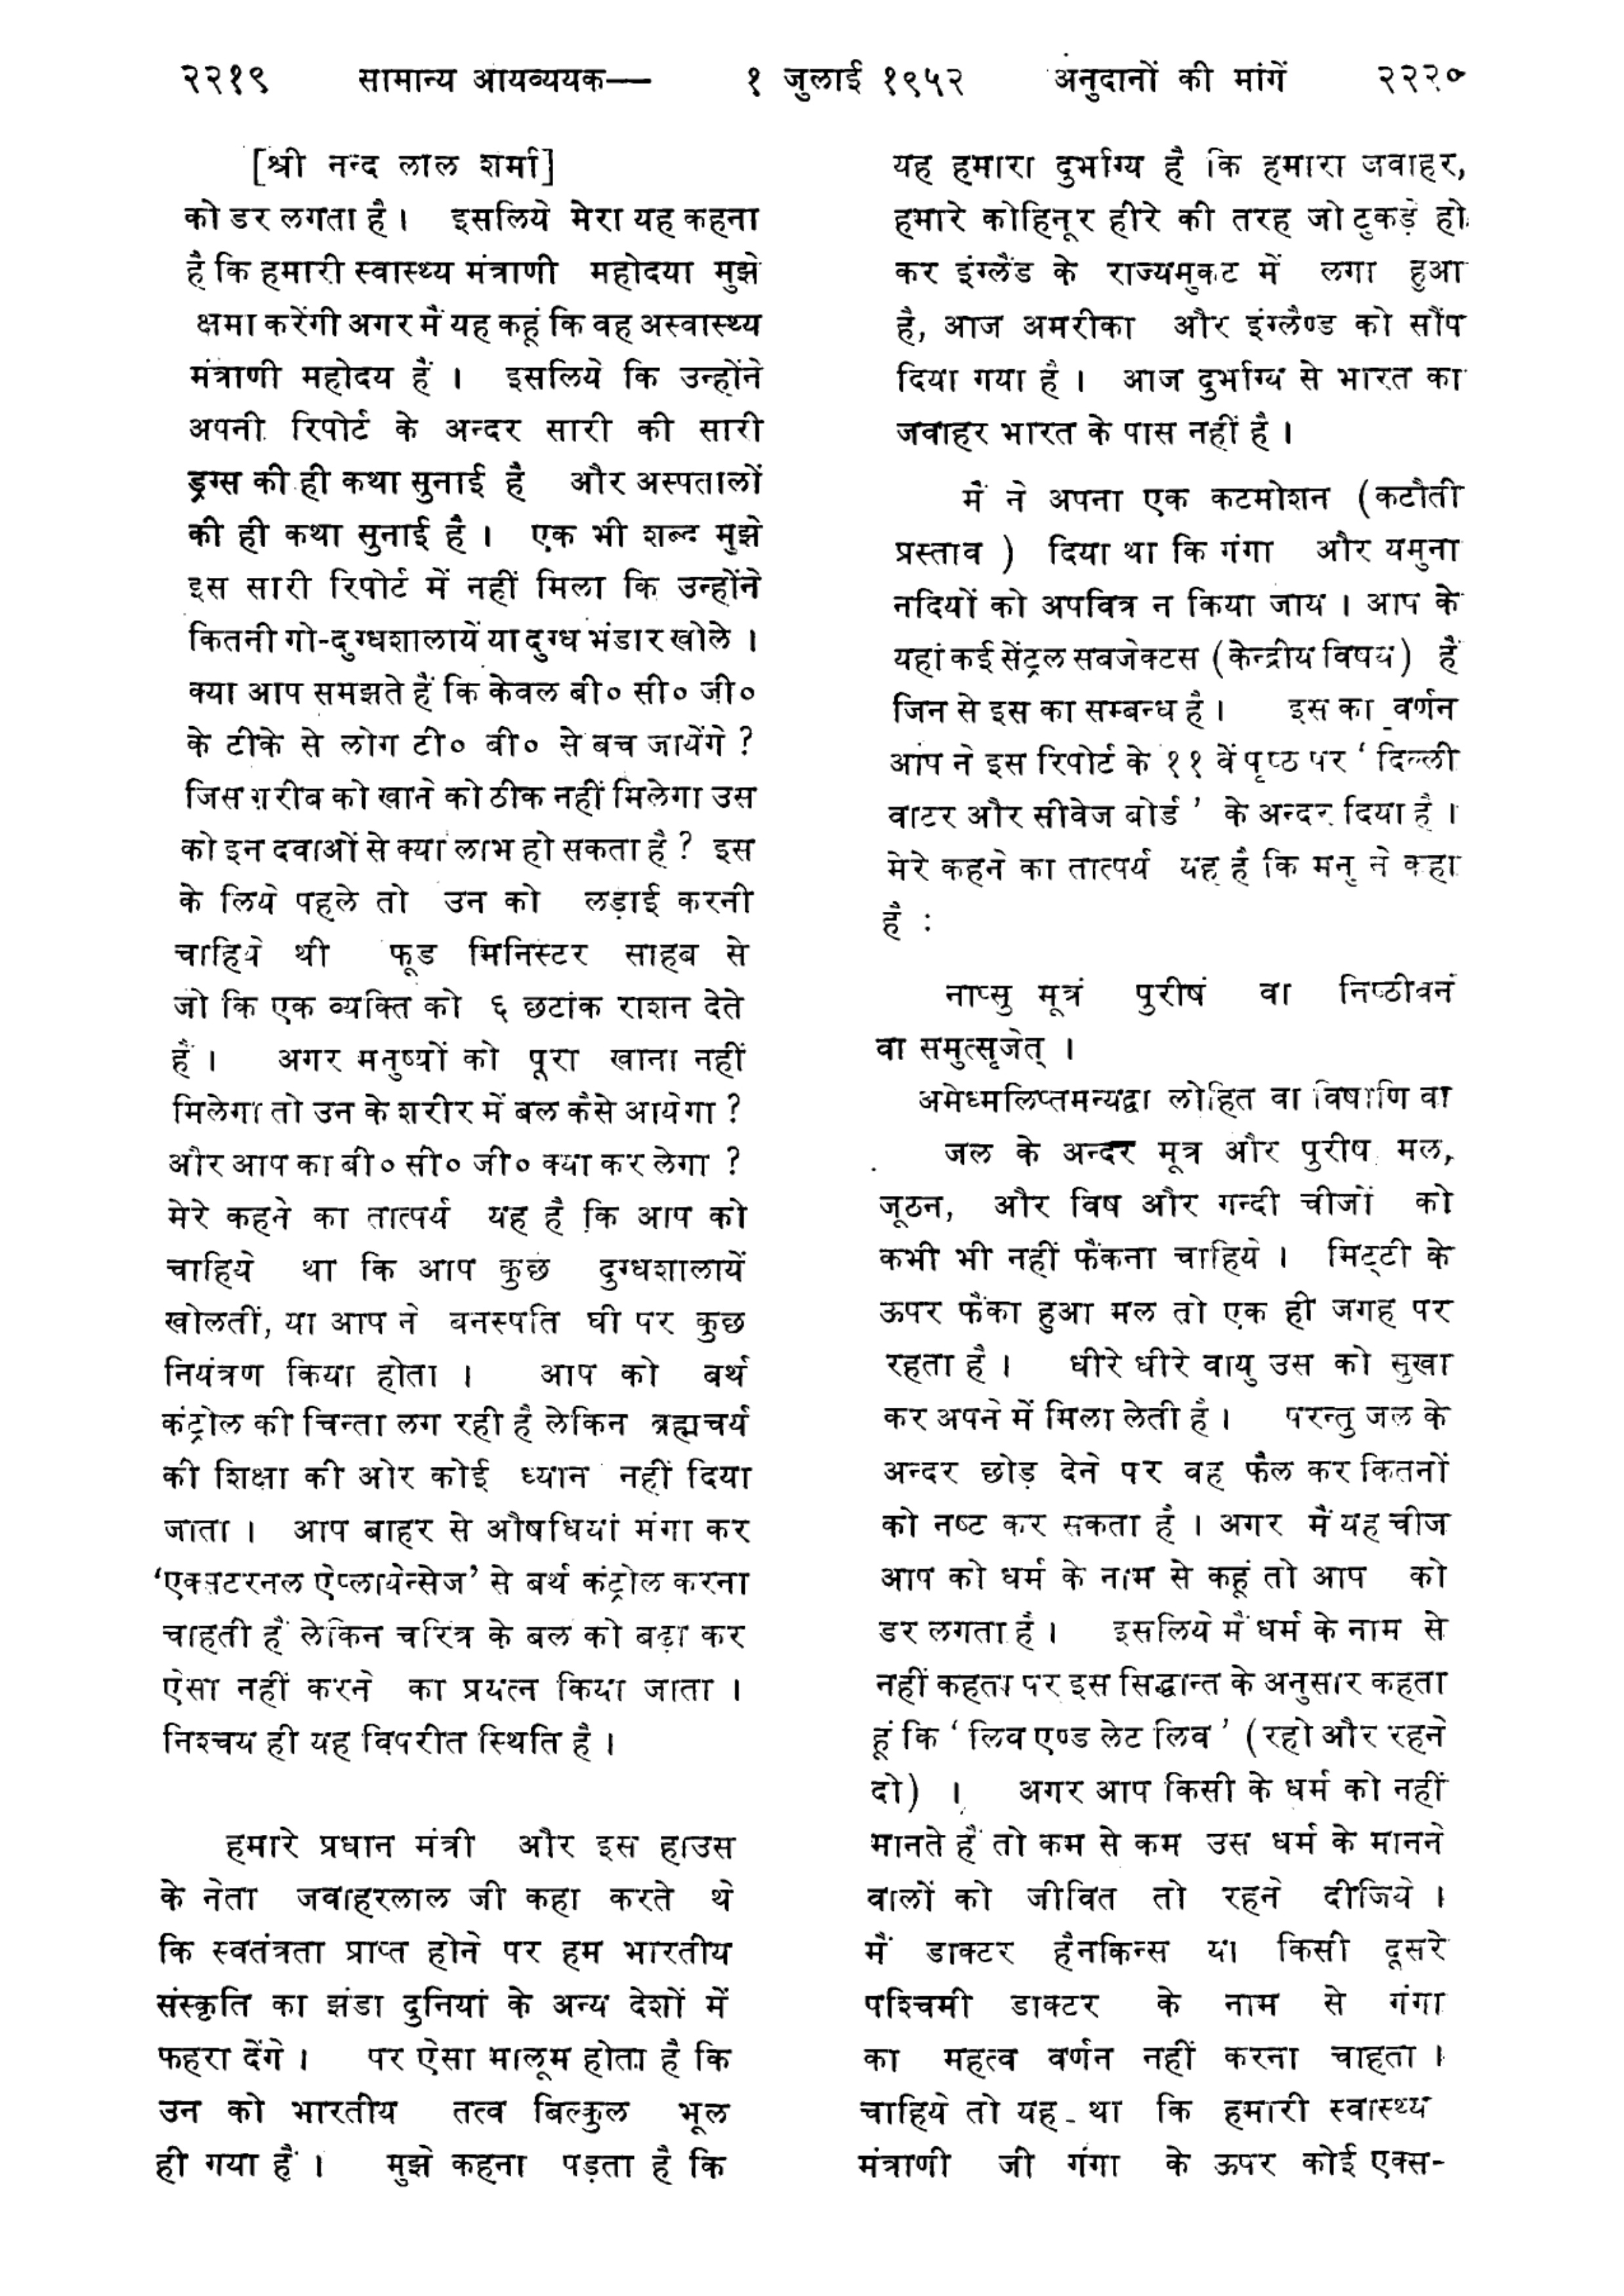 २२१९ सामान्य आयव्ययक— १ जुलाई १९५२ अनुदानों की मांगें २२२०
[श्री नन्द लाल शर्मा]
को डर लगता है। इसलिये मेरा यह कहना
है कि हमारी स्वास्थ्य मंत्राणी महोदया मुझे
क्षमा करेंगी अगर मैं यह कहूं कि वह अस्वास्थ्य
मंत्राणी महोदय हैं । इसलिये कि उन्होंने
अपनी रिपोर्ट के अन्दर सारी की सारी
ड्रग्स की ही कथा सुनाई है और अस्पतालों
की ही कथा सुनाई है । एक भी शब्द मुझे
इस सारी रिपोर्ट में नहीं मिला कि उन्होंने
कितनी गो-दुग्धशालायें या दुग्ध भंडार खोले ।
क्या आप समझते हैं कि केवल बी० सी० जी०
के टीके से लोग टी० बी० से बच जायेंगे ?
जिस ग़रीब को खाने को ठीक नहीं मिलेगा उस
को इन दवाओं से क्या लाभ हो सकता है ? इस
के लिये पहले तो उन को लड़ाई करनी
चाहिये थी फूड मिनिस्टर साहब से
जो कि एक व्यक्ति को ६ छटांक राशन देते
हैं । अगर मनुष्यों को पूरा खाना नहीं
मिलेगा तो उन के शरीर में बल कैसे आयेगा ?
और आप का बी० सी० जी० क्या कर लेगा ?
मेरे कहने का तात्पर्य यह है कि आप को
चाहिये था कि आप कुछ दुग्धशालायें
खोलतीं, या आप ने बनस्पति घी पर कुछ
नियंत्रण किया होता । आप को बर्थ
कंट्रोल की चिन्ता लग रही है लेकिन ब्रह्मचर्य
की शिक्षा की ओर कोई ध्यान नहीं दिया
जाता । आप बाहर से औषधियां मंगा कर
'एक्सटरनल ऐप्लायेन्सेज' से बर्थ कंट्रोल करना
चाहती हैं लेकिन चरित्र के बल को बढ़ा कर
ऐसा नहीं करने का प्रयत्न किया जाता ।
निश्चय ही यह विपरीत स्थिति है ।
हमारे प्रधान मंत्री और इस हाउस
के नेता जवाहरलाल जी कहा करते थे
कि स्वतंत्रता प्राप्त होने पर हम भारतीय
संस्कृति का झंडा दुनियां के अन्य देशों में
फहरा देंगे । पर ऐसा मालूम होता है कि
उन को भारतीय तत्व बिल्कुल भूल
ही गया है । मुझे कहना पड़ता है कि
यह हमारा दुर्भाग्य है कि हमारा जवाहर,
हमारे कोहिनूर हीरे की तरह जो टुकड़े हो
कर इंग्लैंड के राज्यमुकट में लगा हुआ
है, आज अमरीका और इंग्लैण्ड को सौंप
दिया गया है । आज दुर्भाग्य से भारत का
जवाहर भारत के पास नहीं है ।
मैं ने अपना एक कटमोशन (कटौती
प्रस्ताव ) दिया था कि गंगा और यमुना
नदियों को अपवित्र न किया जाय । आप के
यहां कई सेंट्रल सबजेक्टस (केन्द्रीय विषय) हैं
जिन से इस का सम्बन्ध है । इस का वर्णन
आप ने इस रिपोर्ट के ११ वें पृष्ठ पर ' दिल्ली
वाटर और सीवेज बोर्ड ' के अन्दर दिया है ।
मेरे कहने का तात्पर्य यह है कि मनु ने कहा
है :
नाप्सु मूत्रं पुरीषं वा निष्ठीवनं
वा समुत्सृजेत् ।
अमेध्मलिप्तमन्यद्वा लोहित वा विषाणि वा
जल के अन्दर मूत्र और पुरीष मल,
जूठन, और विष और गन्दी चीजों को
कभी भी नहीं फैंकना चाहिये । मिट्टी के
ऊपर फैंका हुआ मल तो एक ही जगह पर
रहता है । धीरे धीरे वायु उस को सुखा
कर अपने में मिला लेती है । परन्तु जल के
अन्दर छोड़ देने पर वह फैल कर कितनों
को नष्ट कर सकता है । अगर मैं यह चीज
आप को धर्म के नाम से कहूं तो आप को
डर लगता है । इसलिये मैं धर्म के नाम से
नहीं कहता पर इस सिद्धान्त के अनुसार कहता
हूं कि ' लिव एण्ड लेट लिव ' (रहो और रहने
दो) । अगर आप किसी के धर्म को नहीं
मानते हैं तो कम से कम उस धर्म के मानने
वालों को जीवित तो रहने दीजिये ।
मैं डाक्टर हैनकिन्स या किसी दूसरे
पश्चिमी डाक्टर के नाम से गंगा
का महत्व वर्णन नहीं करना चाहता ।
चाहिये तो यह था कि हमारी स्वास्थ्य
मंत्राणी जी गंगा के ऊपर कोई एक्स-